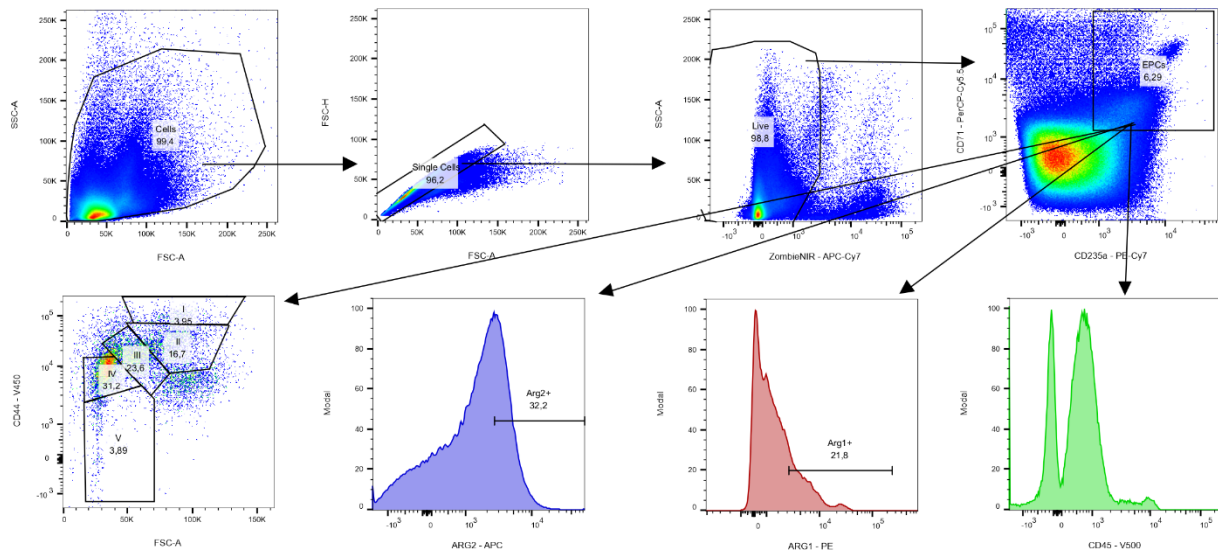 250K
200K
150K
100K
50K
0
SSC-A
Cells
99,4
0 50K 100K 150K 200K 250K
FSC-A
250K
200K
150K
100K
50K
0
FSC-H
Single Cells
96,2
0 50K 100K 150K 200K 250K
FSC-A
250K
200K
150K
100K
50K
0
SSC-A
Live
98,8
-10³ 0 10³ 10⁴ 10⁵
ZombieNIR - APC-Cy7
10⁵
10⁴
10³
0
-10³
CD71 - PerCP-Cy5.5
EPCs
6,29
-10³ 0 10³ 10⁴ 10⁵
CD235a - PE-Cy7
10⁵
10⁴
10³
0
-10³
CD44 - V450
I
3,95
II
16,7
III
23,6
IV
31,2
V
3,89
0 50K 100K 150K
FSC-A
100
80
60
40
20
0
Modal
Arg2+
32,2
-10³ 0 10³ 10⁴
ARG2 - APC
100
80
60
40
20
0
Modal
Arg1+
21,8
0 10⁴ 10⁵
ARG1 - PE
100
80
60
40
20
0
Modal
-10³ 0 10³ 10⁴
CD45 - V500